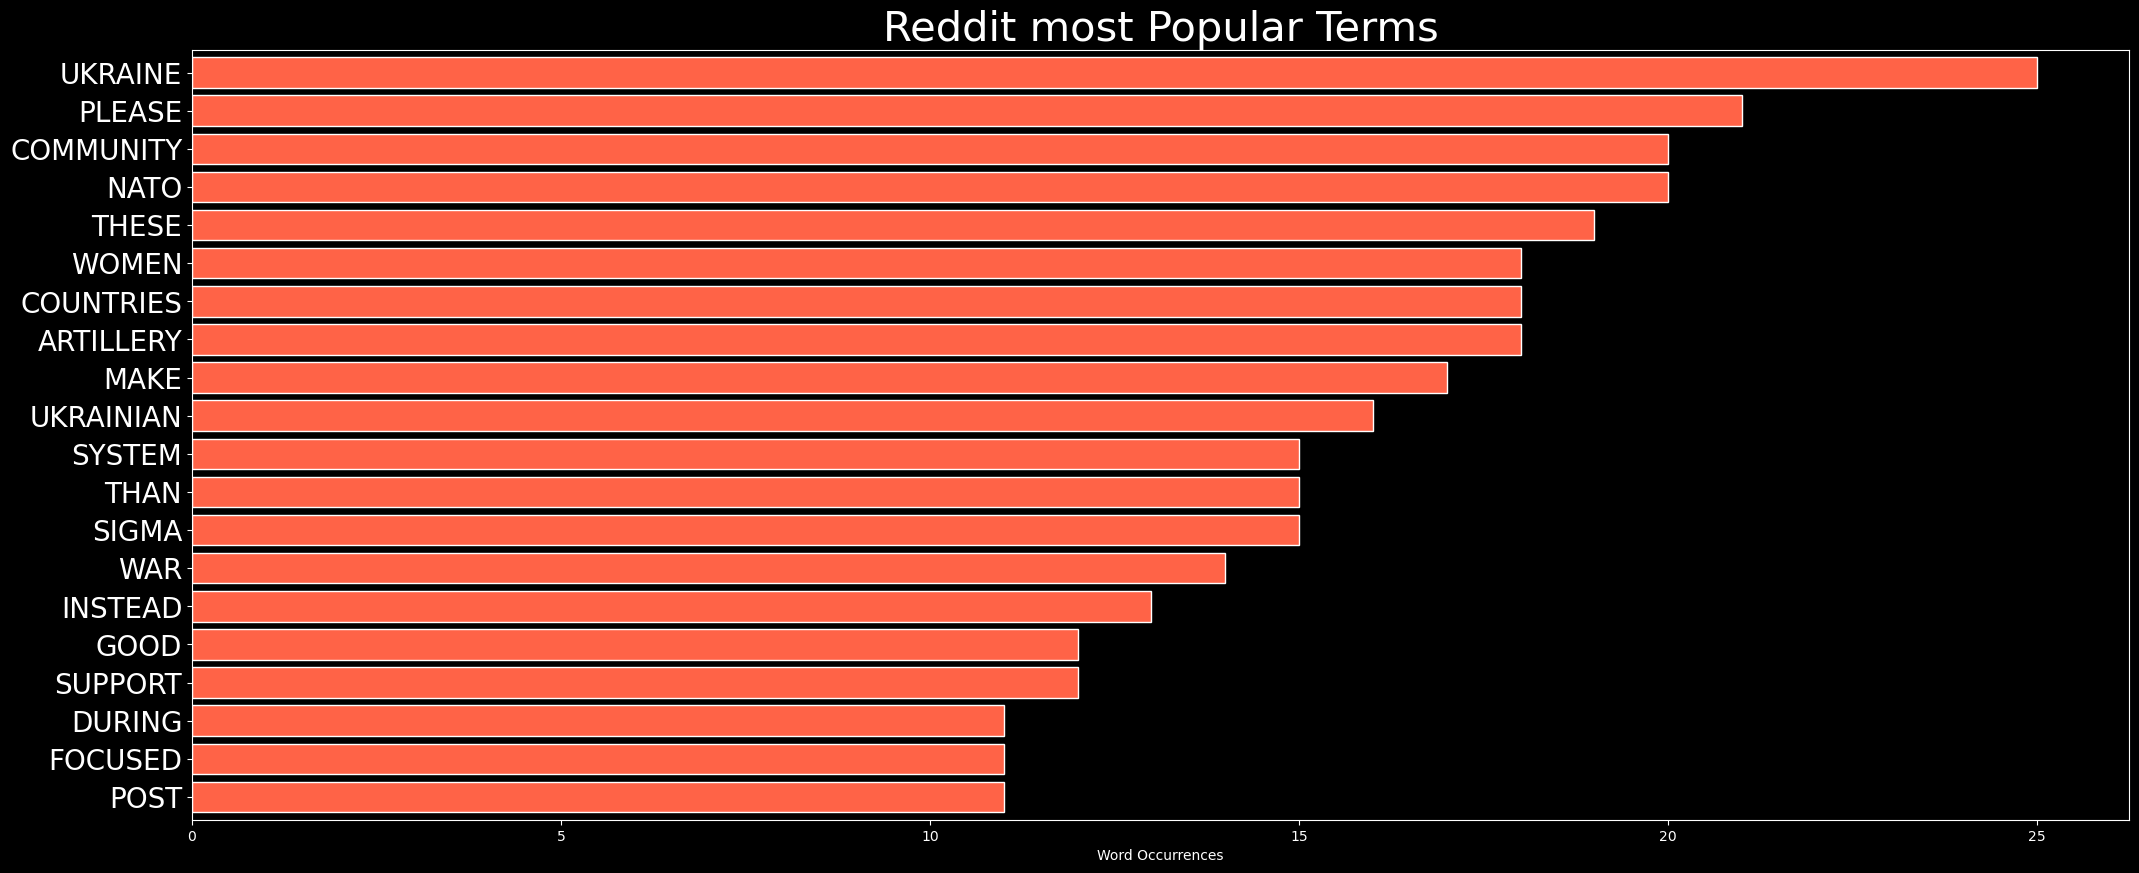 Reddit most Popular Terms
UKRAINE
PLEASE
COMMUNITY
NATO
THESE
WOMEN
COUNTRIES
ARTILLERY
MAKE
UKRAINIAN
SYSTEM
THAN
SIGMA
WAR
INSTEAD
GOOD
SUPPORT
DURING
FOCUSED
POST
0 5 10 15 20 25
Word Occurrences